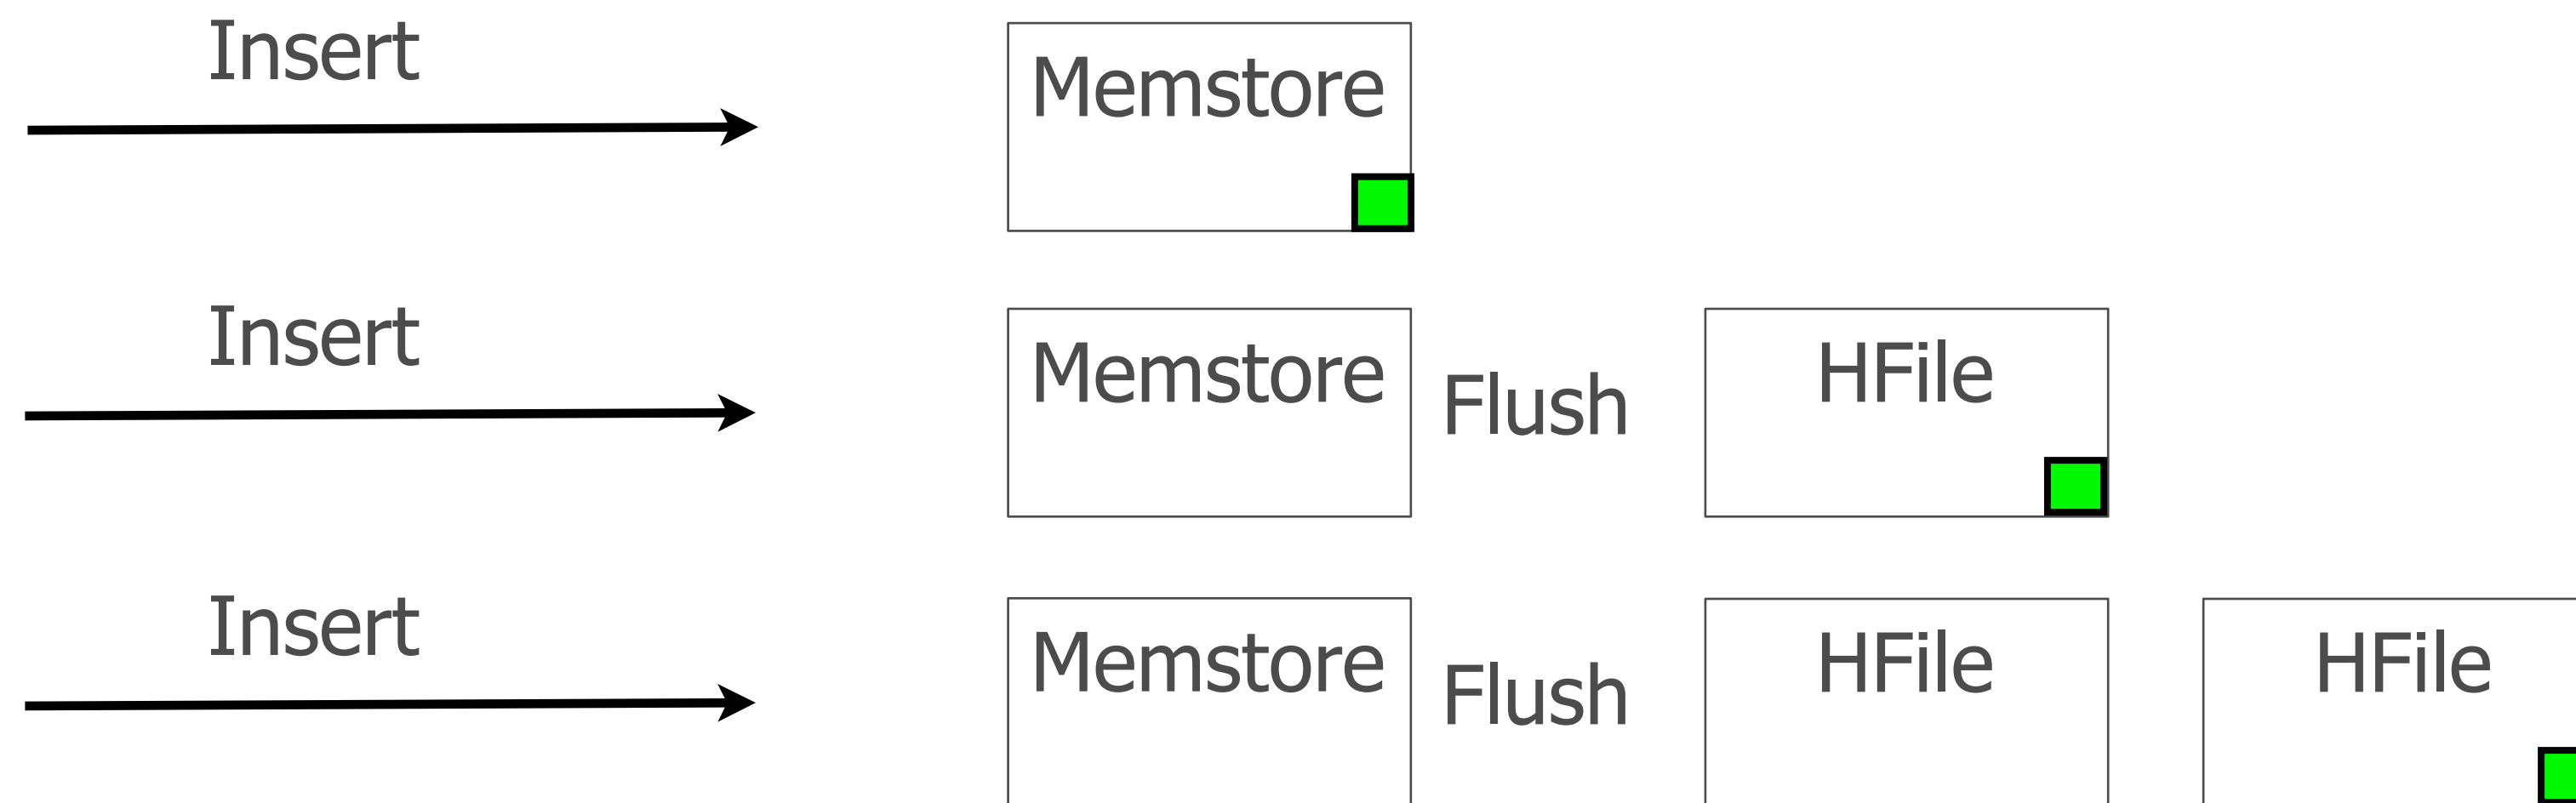 Insert
Memstore
Insert
Memstore
Flush
HFile
Insert
Memstore
Flush
HFile
HFile